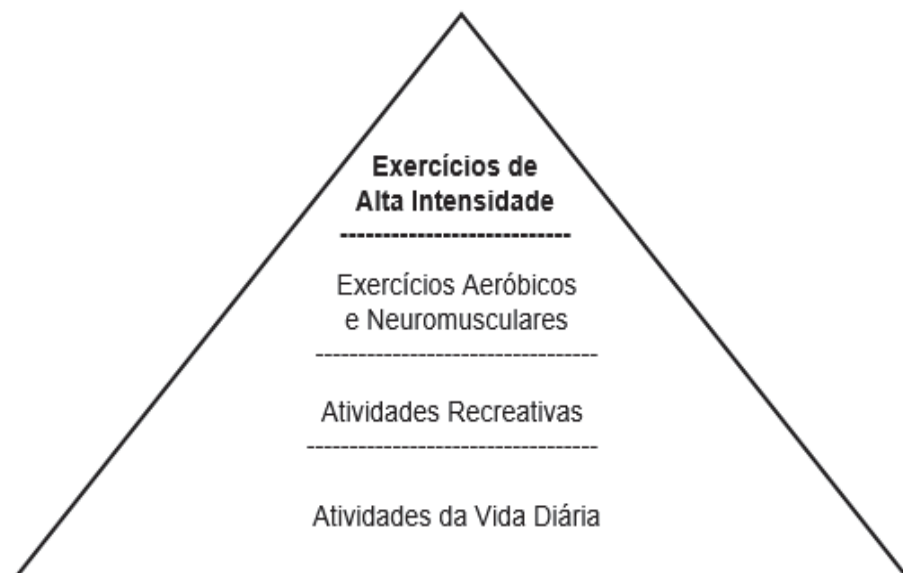 Exercícios de
Alta Intensidade
Exercícios Aeróbicos
e Neuromusculares
Atividades Recreativas
Atividades da Vida Diária